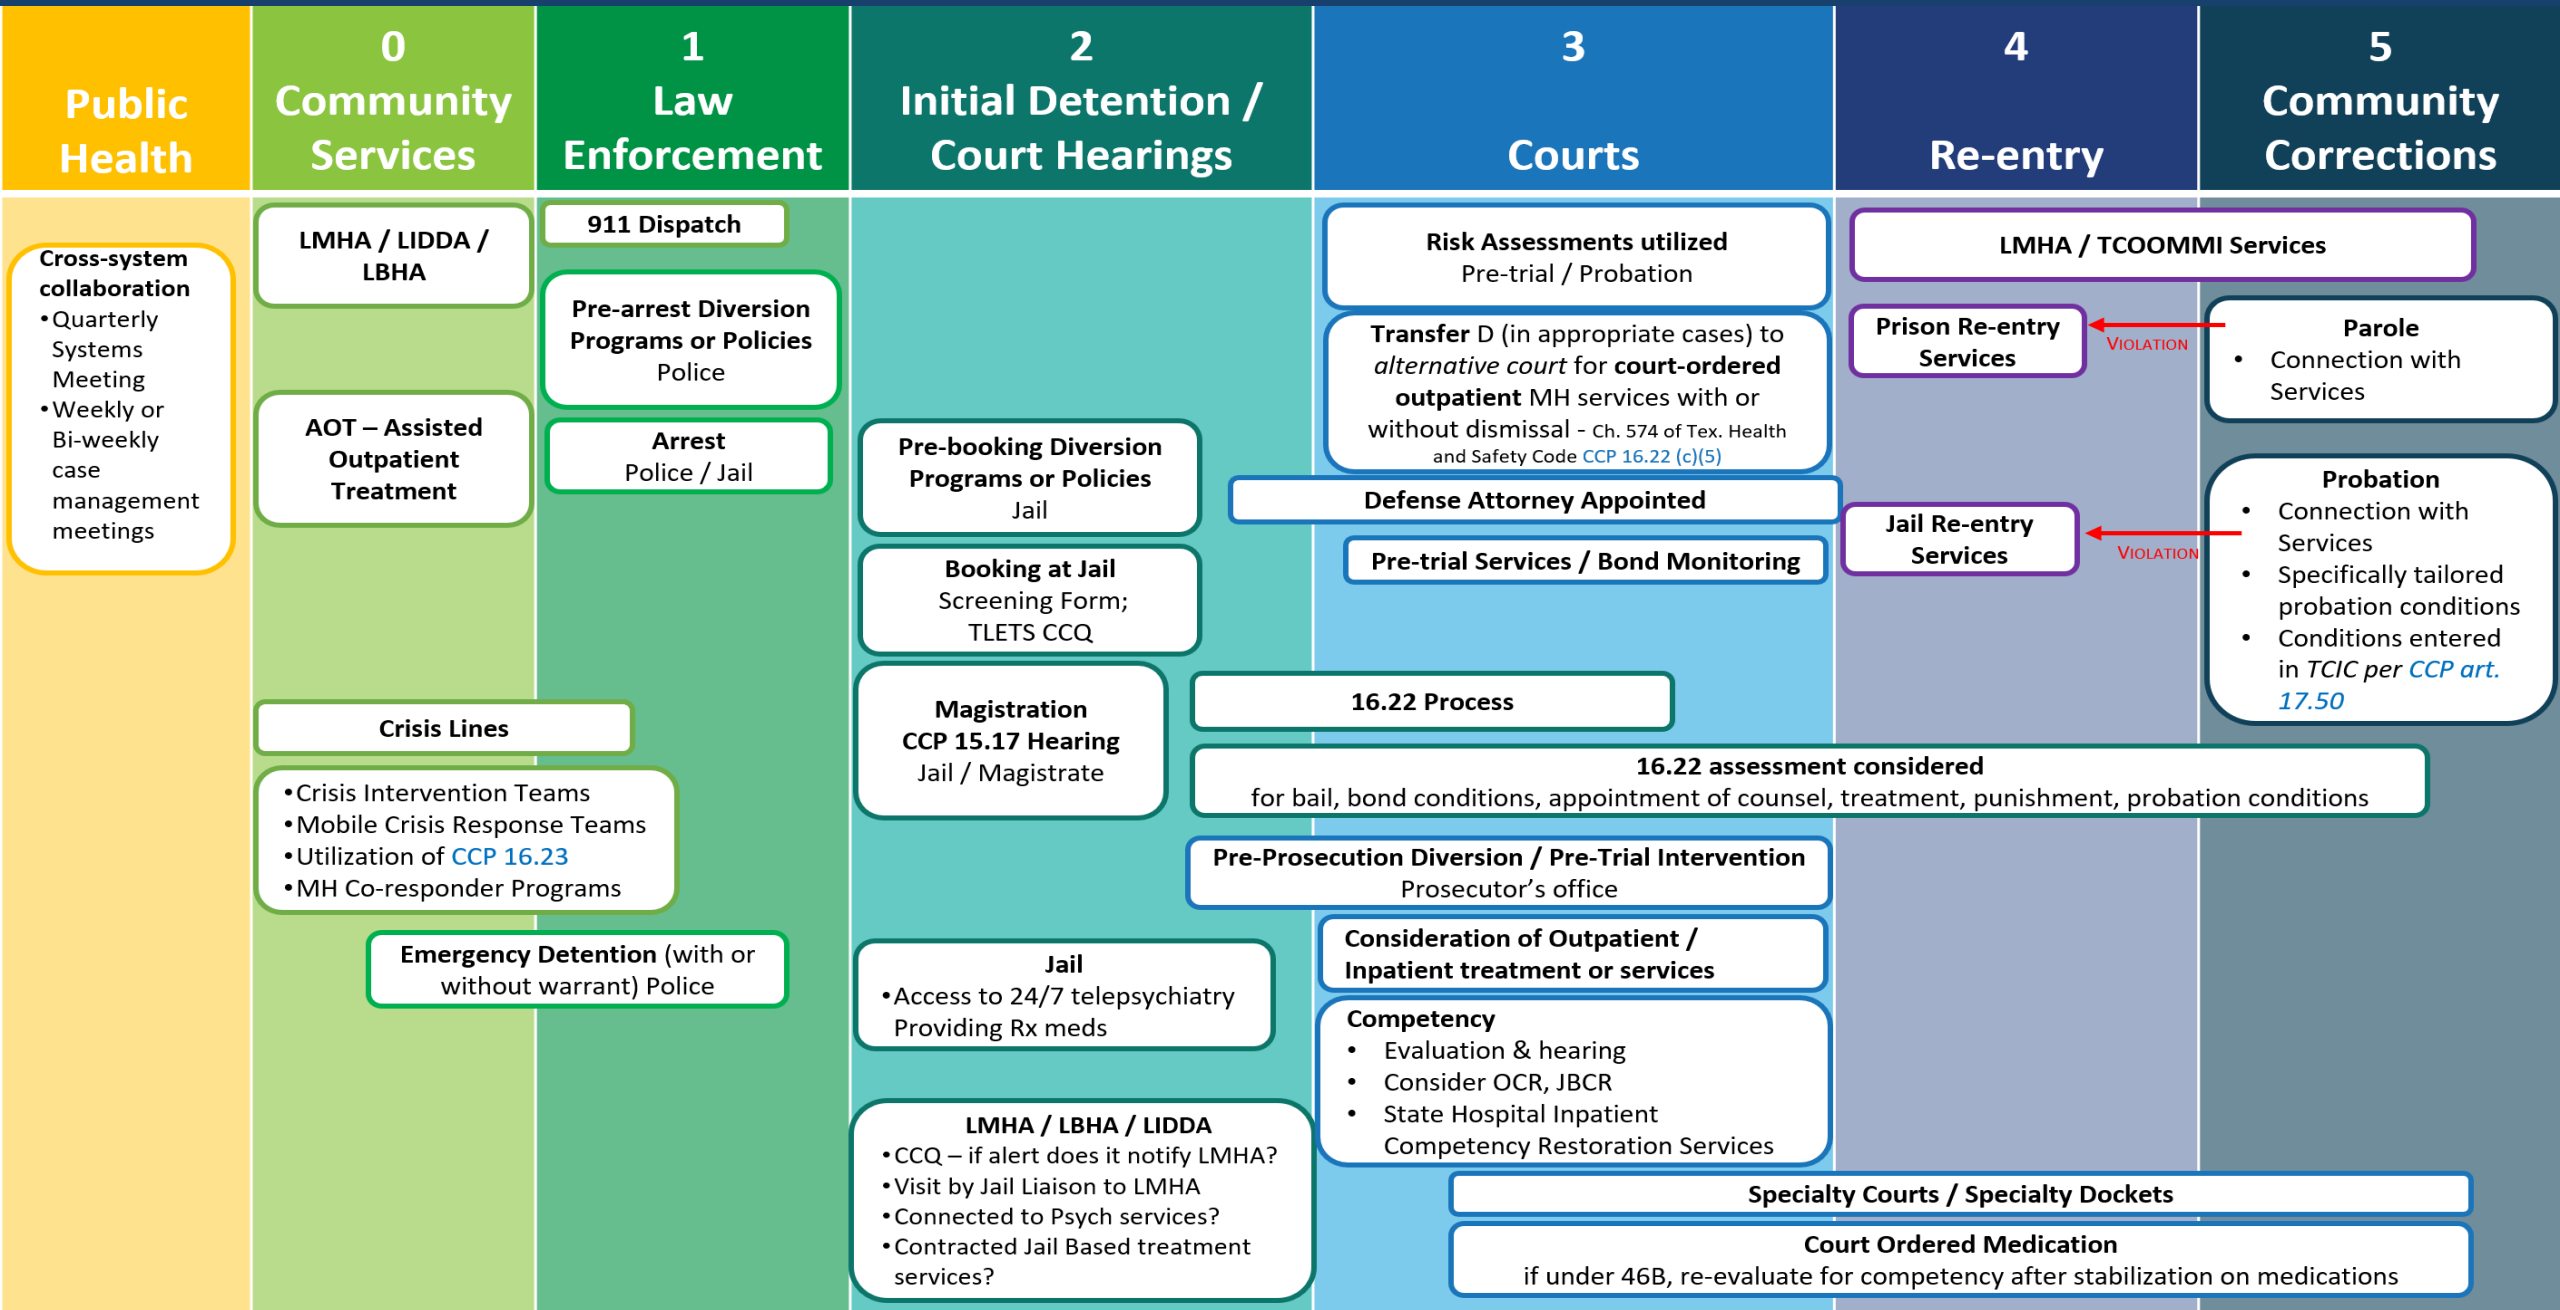 Public
Health
0
Community
Services
1
Law
Enforcement
2
Initial Detention /
Court Hearings
3
Courts
4
Re-entry
5
Community
Corrections
Cross-system
collaboration
•Quarterly
Systems
Meeting
•Weekly or
Bi-weekly
case
management
meetings
LMHA / LIDDA /
LBHA
AOT – Assisted
Outpatient
Treatment
Crisis Lines
•Crisis Intervention Teams
•Mobile Crisis Response Teams
•Utilization of CCP 16.23
•MH Co-responder Programs
Emergency Detention (with or
without warrant) Police
911 Dispatch
Pre-arrest Diversion
Programs or Policies
Police
Arrest
Police / Jail
Pre-booking Diversion
Programs or Policies
Jail
Booking at Jail
Screening Form;
TLETS CCQ
Magistration
CCP 15.17 Hearing
Jail / Magistrate
Jail
•Access to 24/7 telepsychiatry
Providing Rx meds
LMHA / LBHA / LIDDA
•CCQ – if alert does it notify LMHA?
•Visit by Jail Liaison to LMHA
•Connected to Psych services?
•Contracted Jail Based treatment
services?
Risk Assessments utilized
Pre-trial / Probation
Transfer D (in appropriate cases) to
alternative court for court-ordered
outpatient MH services with or
without dismissal - Ch. 574 of Tex. Health
and Safety Code CCP 16.22 (c)(5)
Defense Attorney Appointed
Pre-trial Services / Bond Monitoring
16.22 Process
16.22 assessment considered
for bail, bond conditions, appointment of counsel, treatment, punishment, probation conditions
Pre-Prosecution Diversion / Pre-Trial Intervention
Prosecutor’s office
Consideration of Outpatient /
Inpatient treatment or services
Competency
• Evaluation & hearing
• Consider OCR, JBCR
• State Hospital Inpatient
Competency Restoration Services
Specialty Courts / Specialty Dockets
Court Ordered Medication
if under 46B, re-evaluate for competency after stabilization on medications
LMHA / TCOOMMI Services
Prison Re-entry
Services
VIOLATION
Jail Re-entry
Services
VIOLATION
Parole
• Connection with
Services
Probation
• Connection with
Services
• Specifically tailored
probation conditions
• Conditions entered
in TCIC per CCP art.
17.50